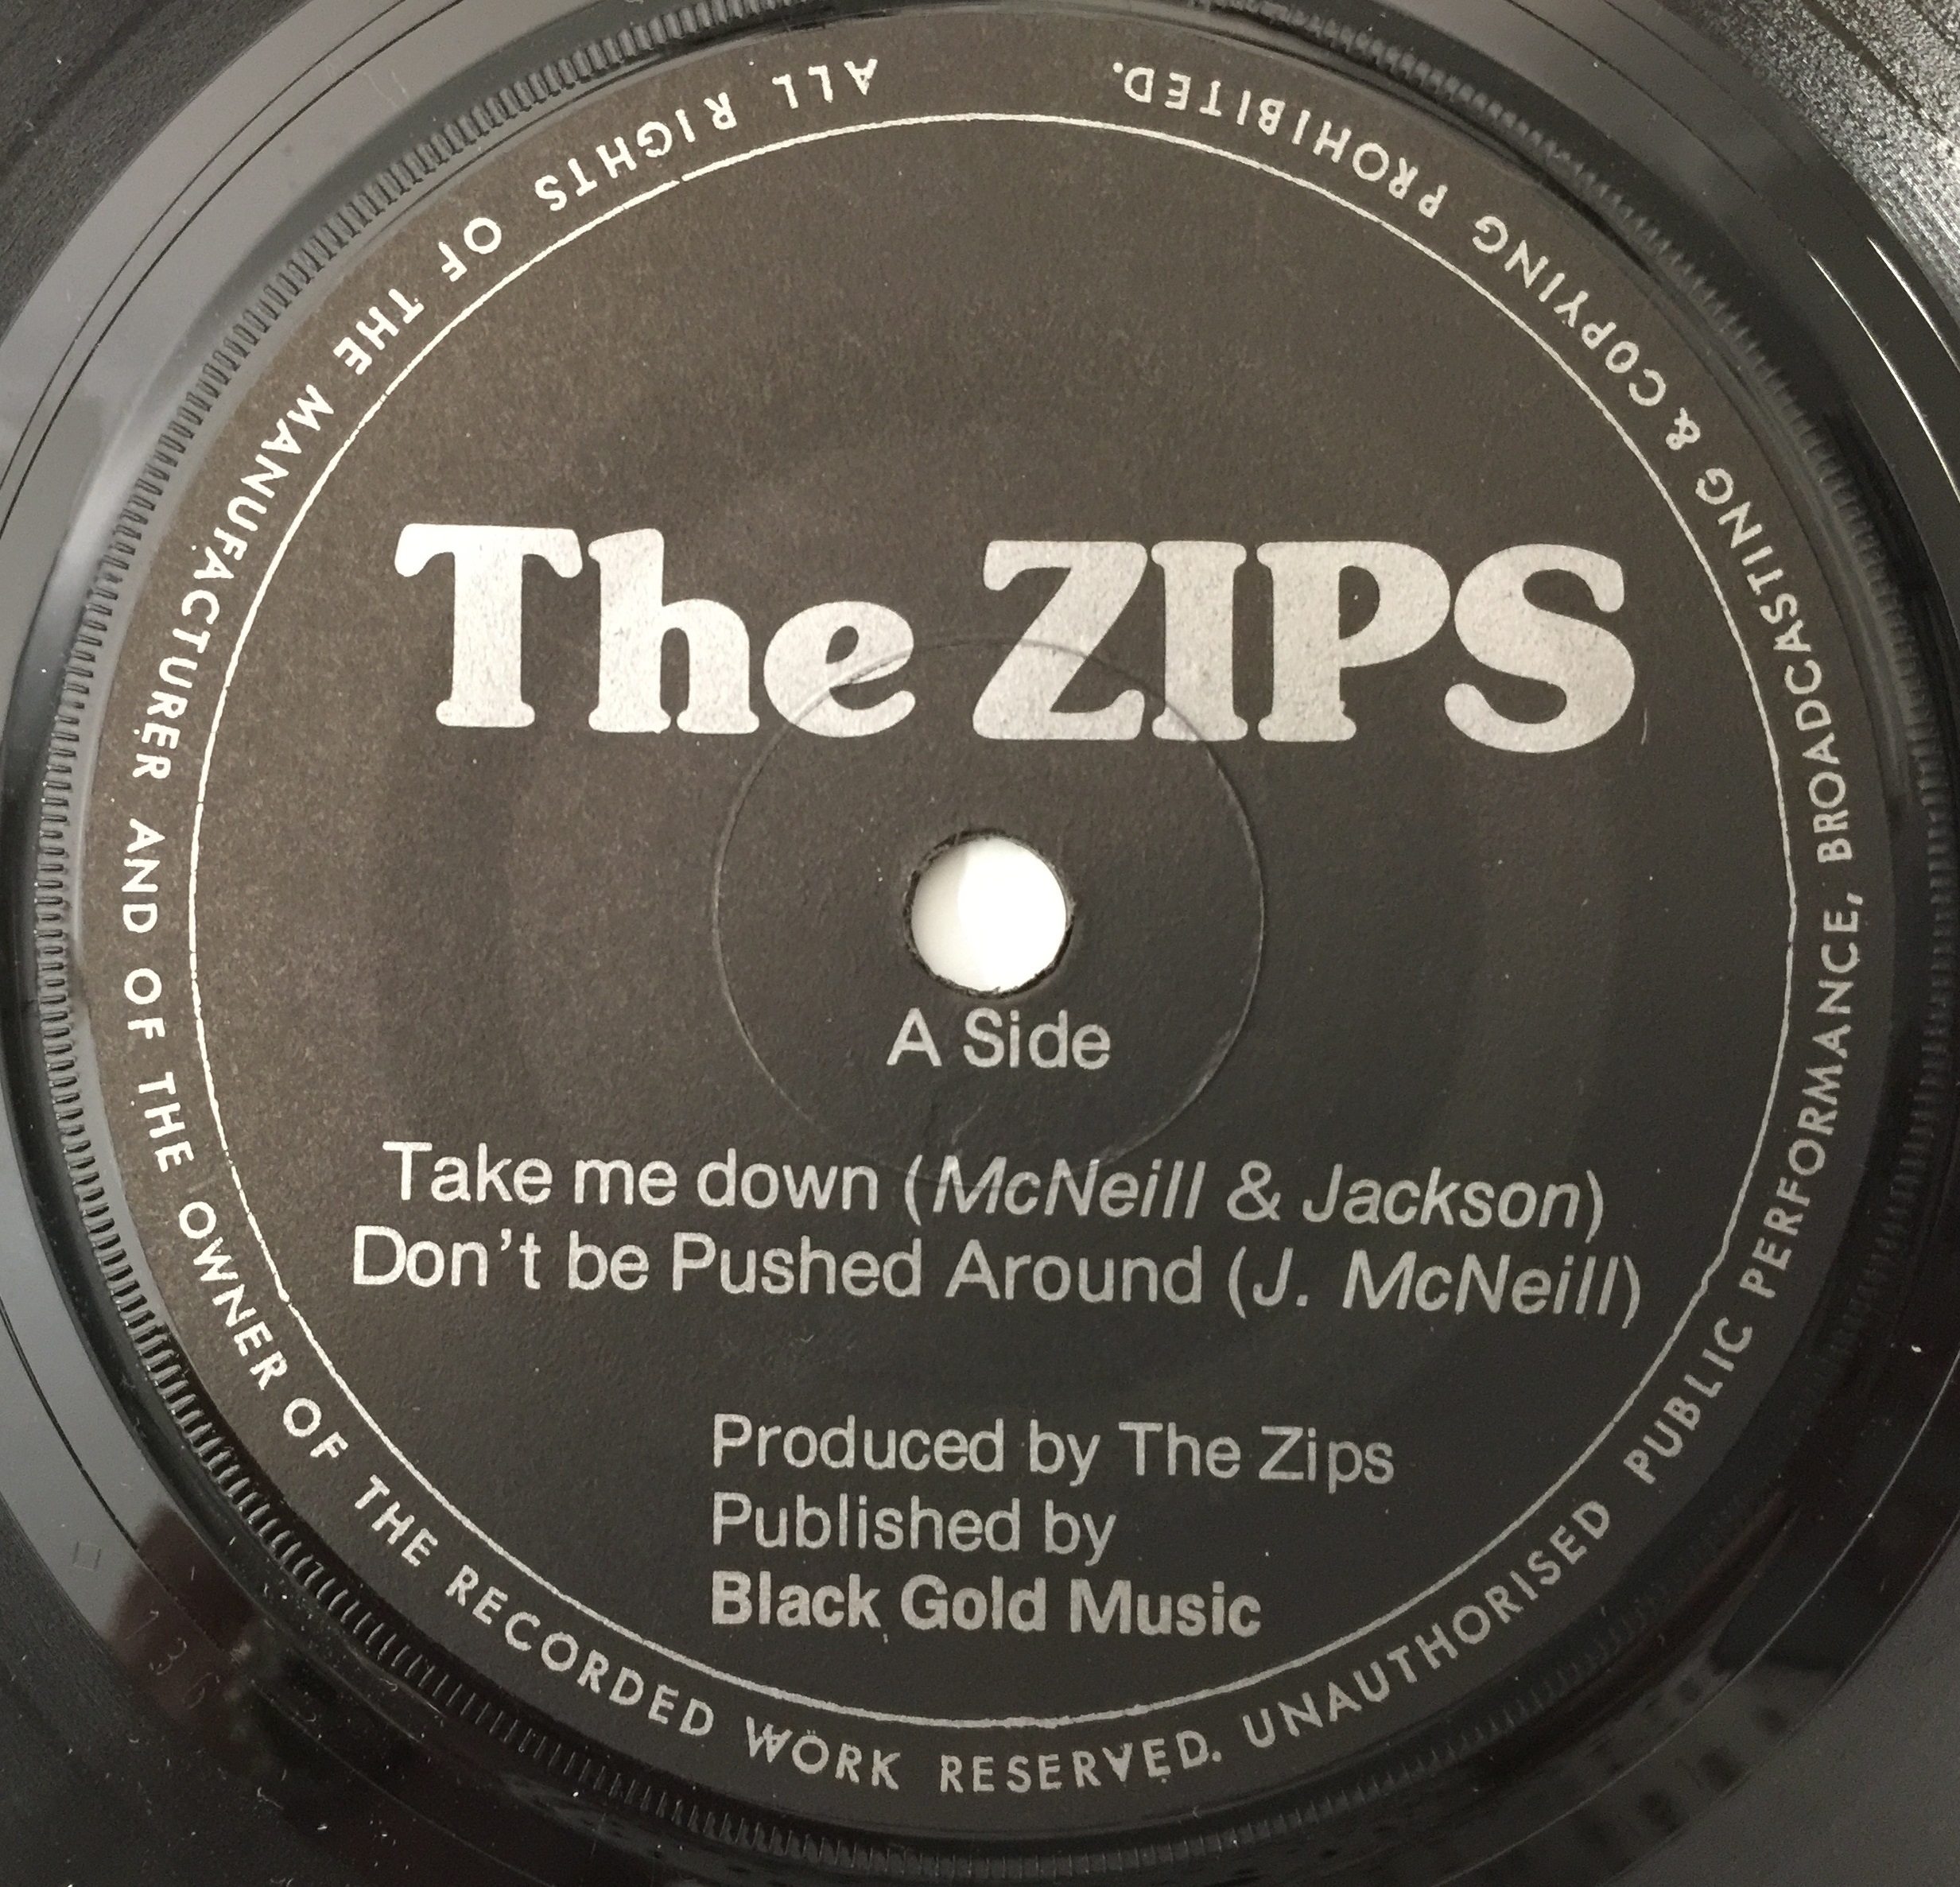 The ZIPS
A Side
Take me down (McNeill & Jackson)
Don't be Pushed Around (J. McNeill)
Produced by The Zips
Published by
Black Gold Music
ALL RIGHTS OF THE MANUFACTURER AND OF THE OWNER OF THE RECORDED WORK RESERVED. UNAUTHORISED PUBLIC PERFORMANCE, BROADCASTING & COPYING PROHIBITED.